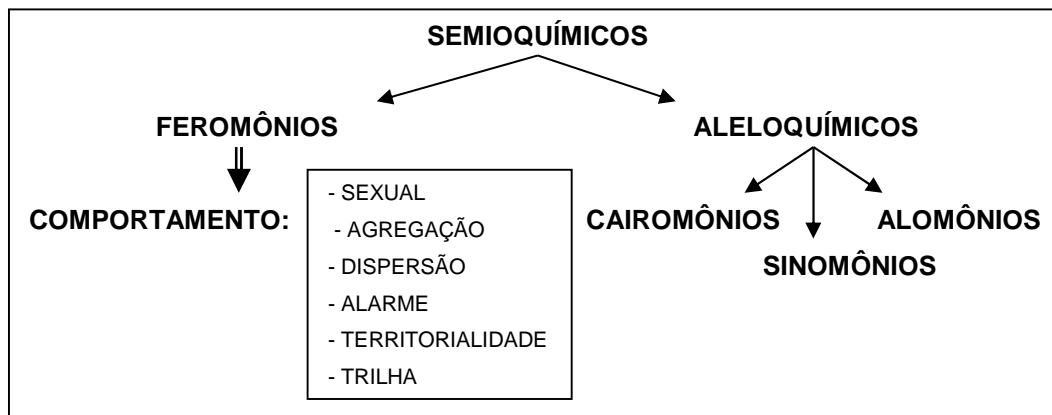 SEMIOQUÍMICOS
FEROMÔNIOS
ALELOQUÍMICOS
COMPORTAMENTO:
- SEXUAL
- AGREGAÇÃO
- DISPERSÃO
- ALARME
- TERRITORIALIDADE
- TRILHA
CAIROMÔNIOS
ALOMÔNIOS
SINOMÔNIOS